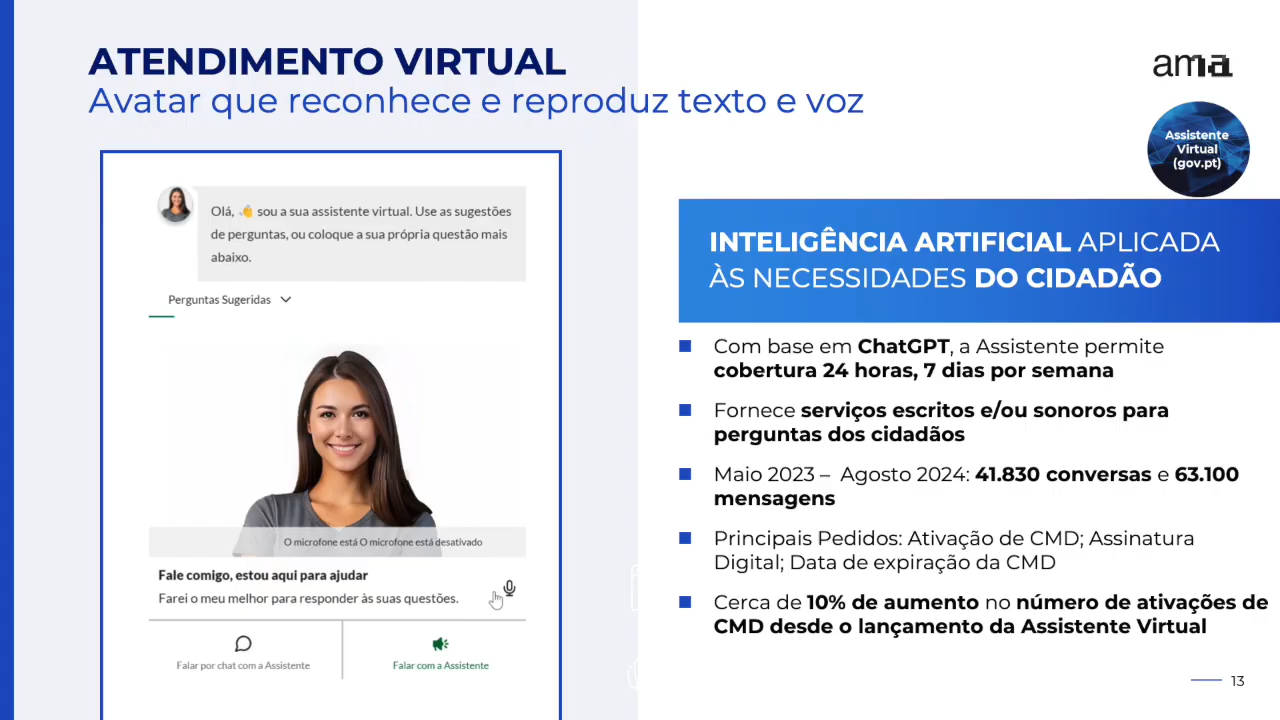 ATENDIMENTO VIRTUAL
Avatar que reconhece e reproduz texto e voz
ama
Assistente
Virtual
(gov.pt)
Olá, 👋 sou a sua assistente virtual. Use as sugestões
de perguntas, ou coloque a sua própria questão mais
abaixo.
Perguntas Sugeridas
O microfone está O microfone está desativado
Fale comigo, estou aqui para ajudar
Farei o meu melhor para responder às suas questões.
Falar por chat com a Assistente
Falar com a Assistente
INTELIGÊNCIA ARTIFICIAL APLICADA
ÀS NECESSIDADES DO CIDADÃO
Com base em ChatGPT, a Assistente permite
cobertura 24 horas, 7 dias por semana
Fornece serviços escritos e/ou sonoros para
perguntas dos cidadãos
Maio 2023 – Agosto 2024: 41.830 conversas e 63.100
mensagens
Principais Pedidos: Ativação de CMD; Assinatura
Digital; Data de expiração da CMD
Cerca de 10% de aumento no número de ativações de
CMD desde o lançamento da Assistente Virtual
13